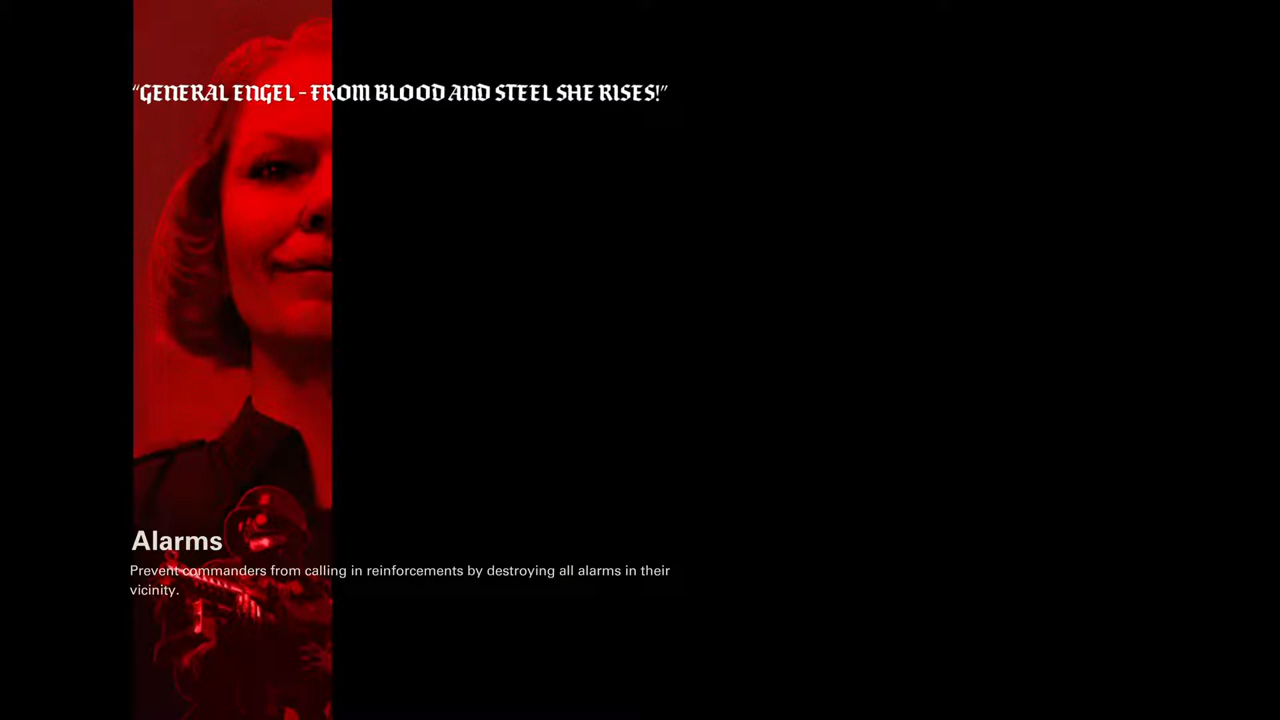 “GENERAL ENGEL - FROM BLOOD AND STEEL SHE RISES!”
Alarms
Prevent commanders from calling in reinforcements by destroying all alarms in their
vicinity.